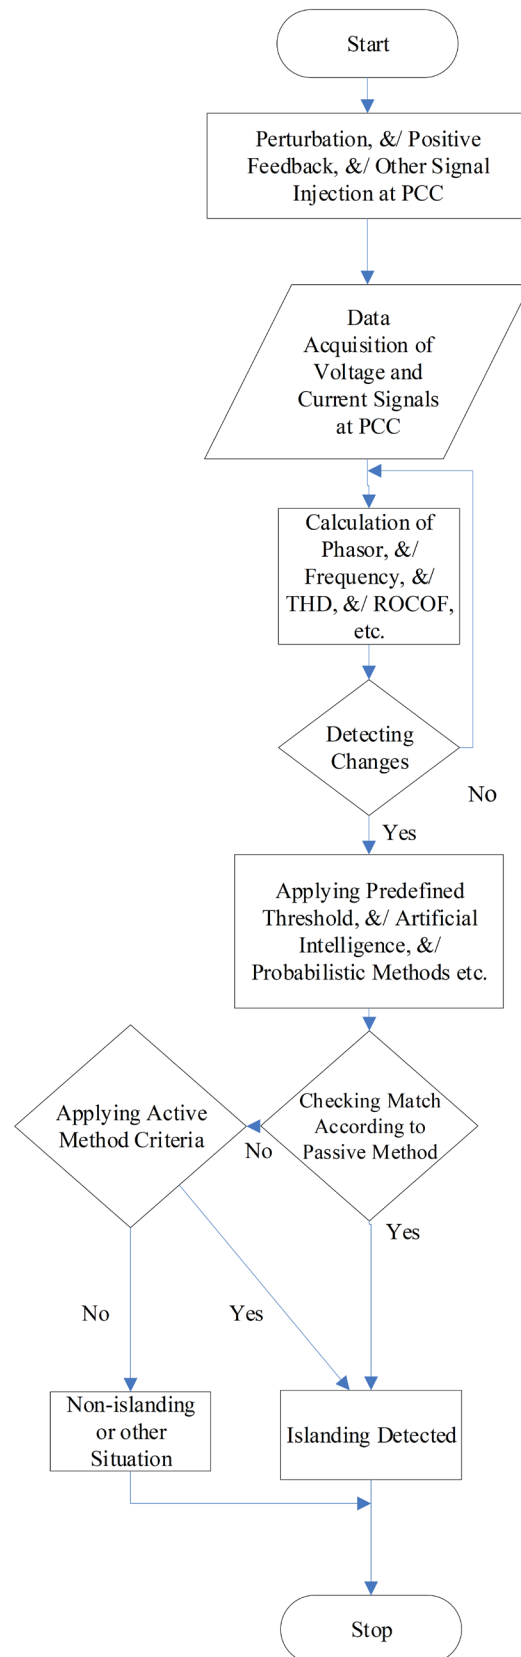 Start
Perturbation, &/ Positive
Feedback, &/ Other Signal
Injection at PCC
Data
Acquisition of
Voltage and
Current Signals
at PCC
Calculation of
Phasor, &/
Frequency, &/
THD, &/ ROCOF,
etc.
Detecting
Changes
No
Yes
Applying Predefined
Threshold, &/ Artificial
Intelligence, &/
Probabilistic Methods etc.
Checking Match
According to
Passive Method
No
Applying Active
Method Criteria
Yes
No
Yes
Non-islanding
or other
Situation
Islanding Detected
Stop